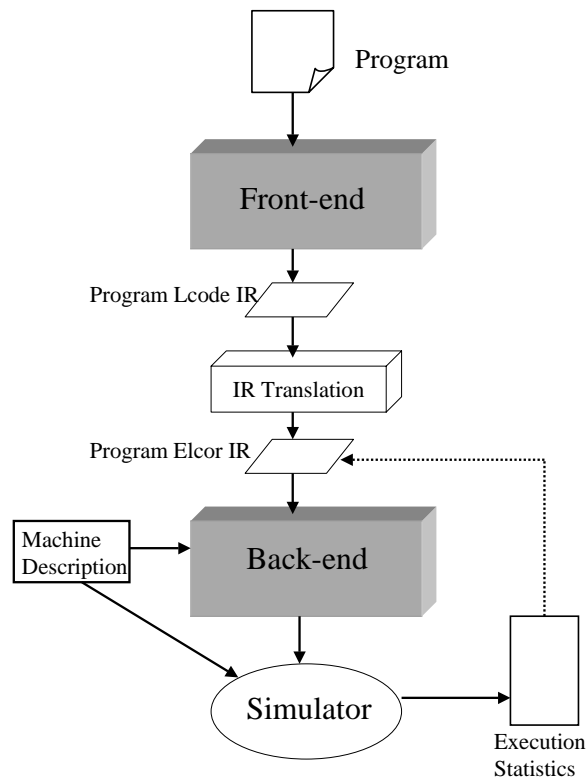 Program
Front-end
Program Lcode IR
IR Translation
Program Elcor IR
Machine
Description
Back-end
Simulator
Execution
Statistics